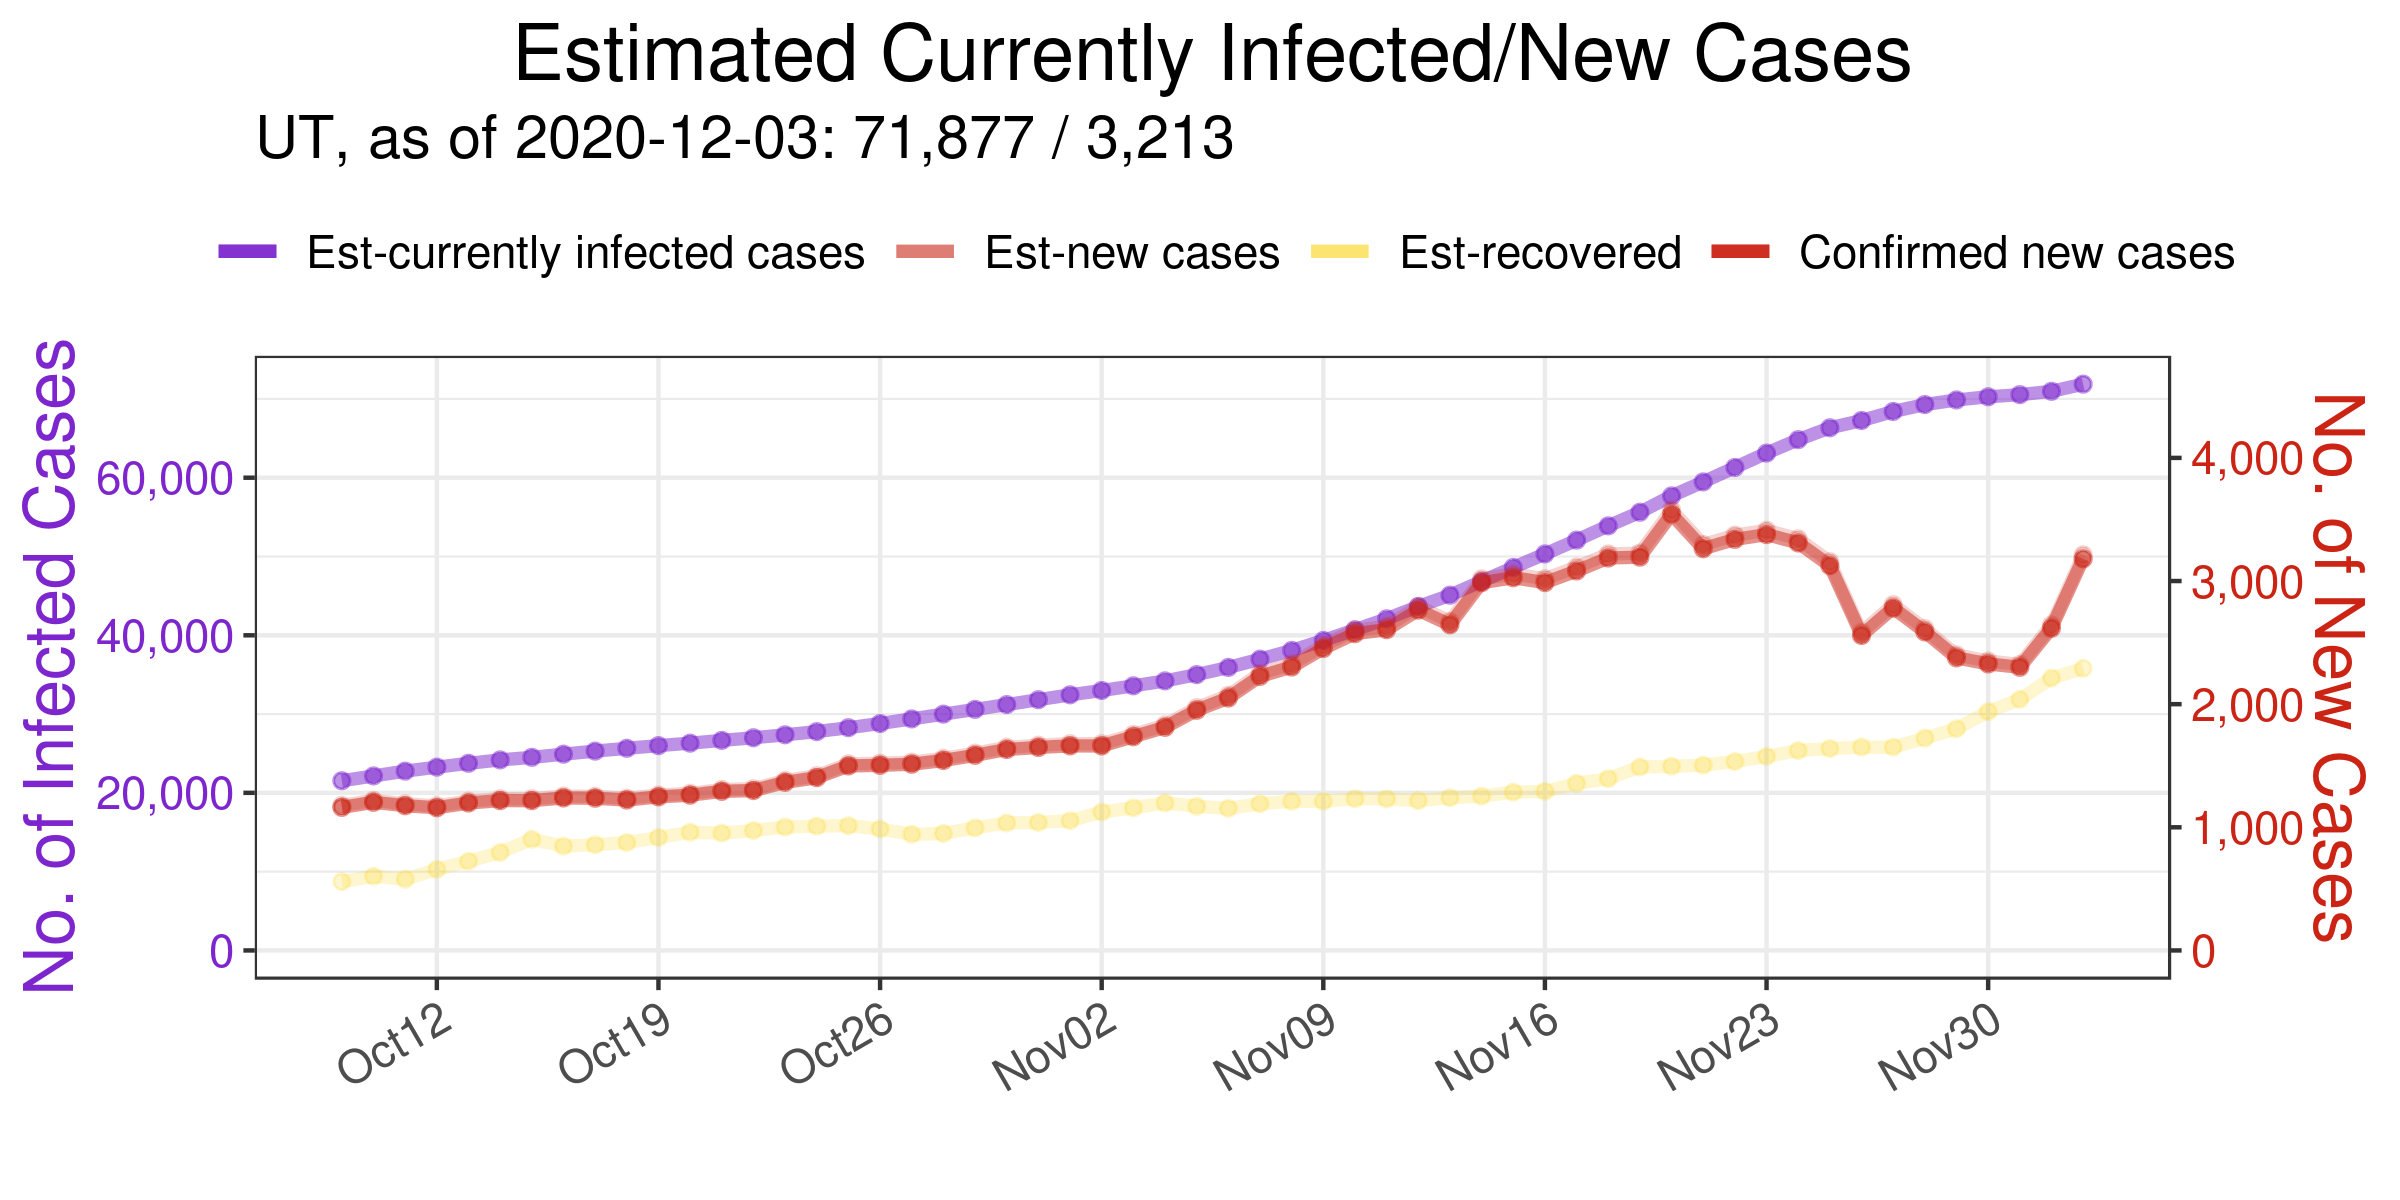 Estimated Currently Infected/New Cases
UT, as of 2020-12-03: 71,877 / 3,213
Est-currently infected cases Est-new cases Est-recovered Confirmed new cases
No. of Infected Cases
60,000
40,000
20,000
0
4,000
3,000
2,000
1,000
0
No. of New Cases
Oct12 Oct19 Oct26 Nov02 Nov09 Nov16 Nov23 Nov30